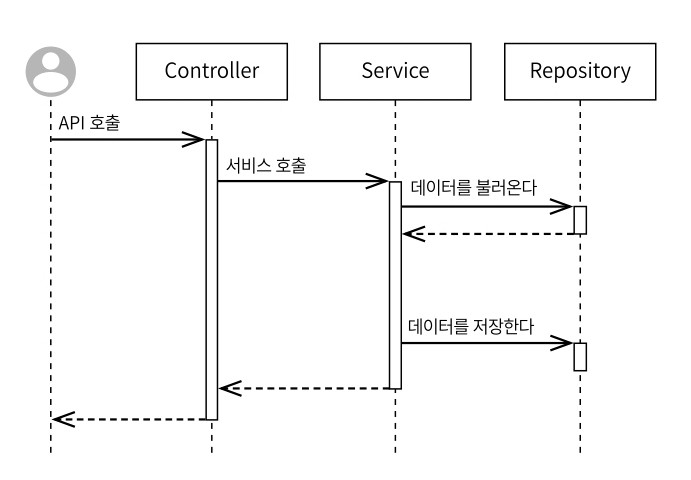 Controller
Service
Repository
API 호출
서비스 호출
데이터를 불러온다
데이터를 저장한다